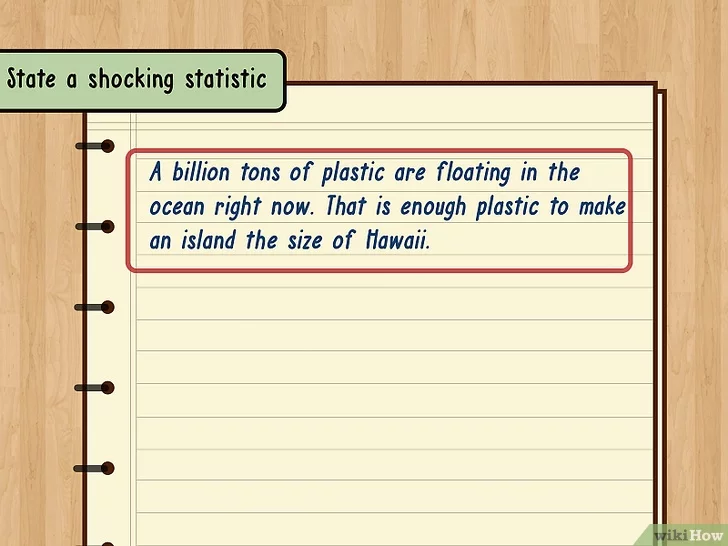 State a shocking statistic
A billion tons of plastic are floating in the
ocean right now. That is enough plastic to make
an island the size of Hawaii.
wikiHow